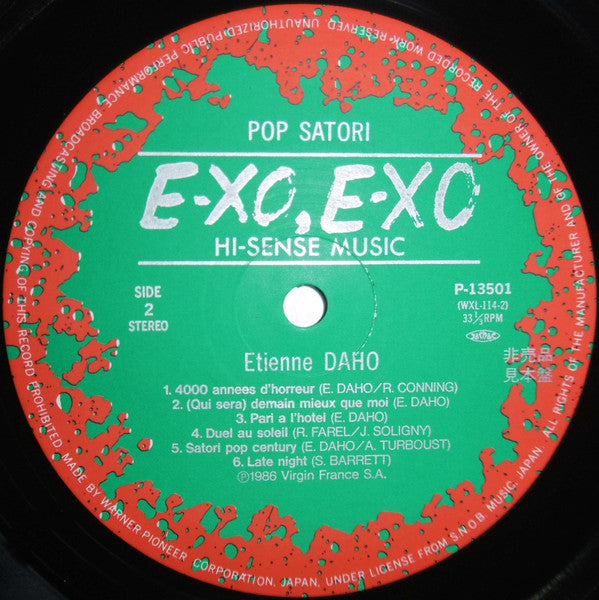 POP SATORI
E-XO, E-XO
HI-SENSE MUSIC
SIDE
2
STEREO
P-13501
(WXL-114-2)
33⅓RPM
非売品
見本盤
Etienne DAHO
1. 4000 annees d'horreur (E. DAHO/R. CONNING)
2. (Qui sera) demain mieux que moi (E. DAHO)
3. Pari a l'hotel (E. DAHO)
4. Duel au soleil (R. FAREL/J. SOLIGNY)
5. Satori pop century (E. DAHO/A. TURBOUST)
6. Late night (S. BARRETT)
Ⓟ1986 Virgin France S.A.
ALL RIGHTS OF THE MANUFACTURER AND OF THE OWNER OF THE RECORDED WORK RESERVED. UNAUTHORIZED PUBLIC PERFORMANCE, BROADCASTING AND COPYING OF THIS RECORD PROHIBITED. MADE BY WARNER-PIONEER CORPORATION, JAPAN, UNDER LICENSE FROM S.N.O.B. MUSIC, JAPAN.